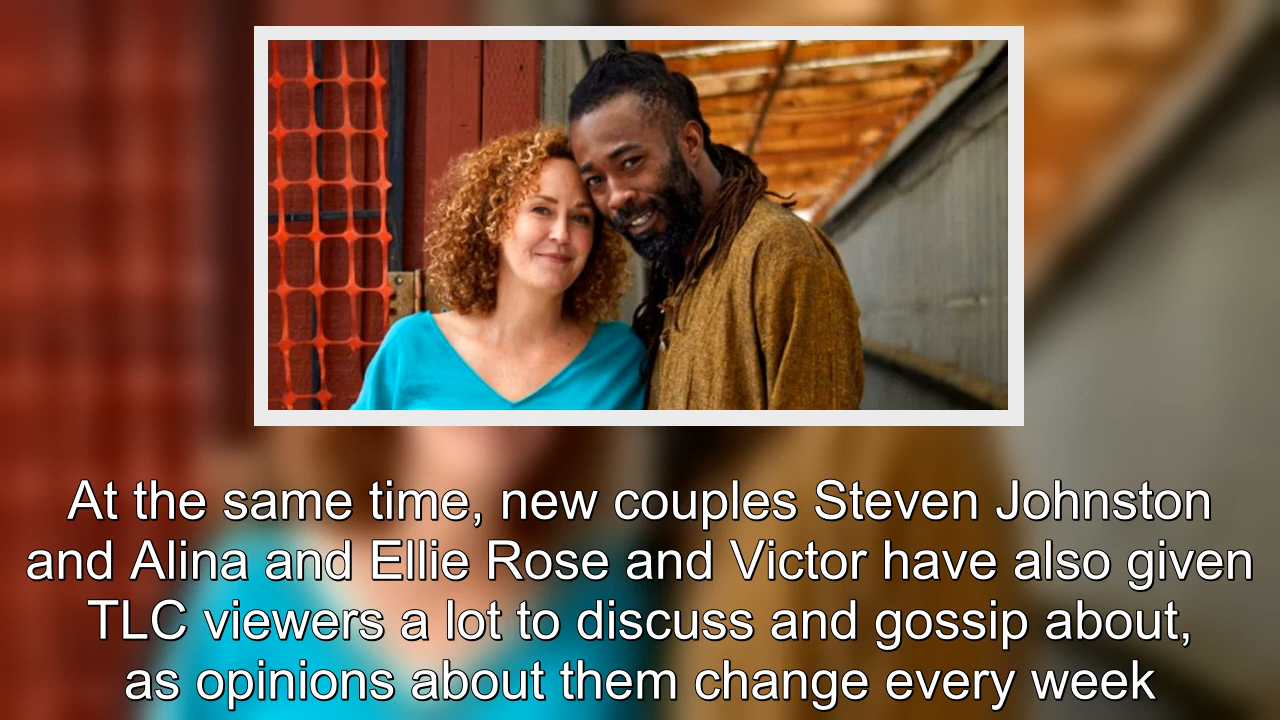 At the same time, new couples Steven Johnston
and Alina and Ellie Rose and Victor have also given
TLC viewers a lot to discuss and gossip about,
as opinions about them change every week